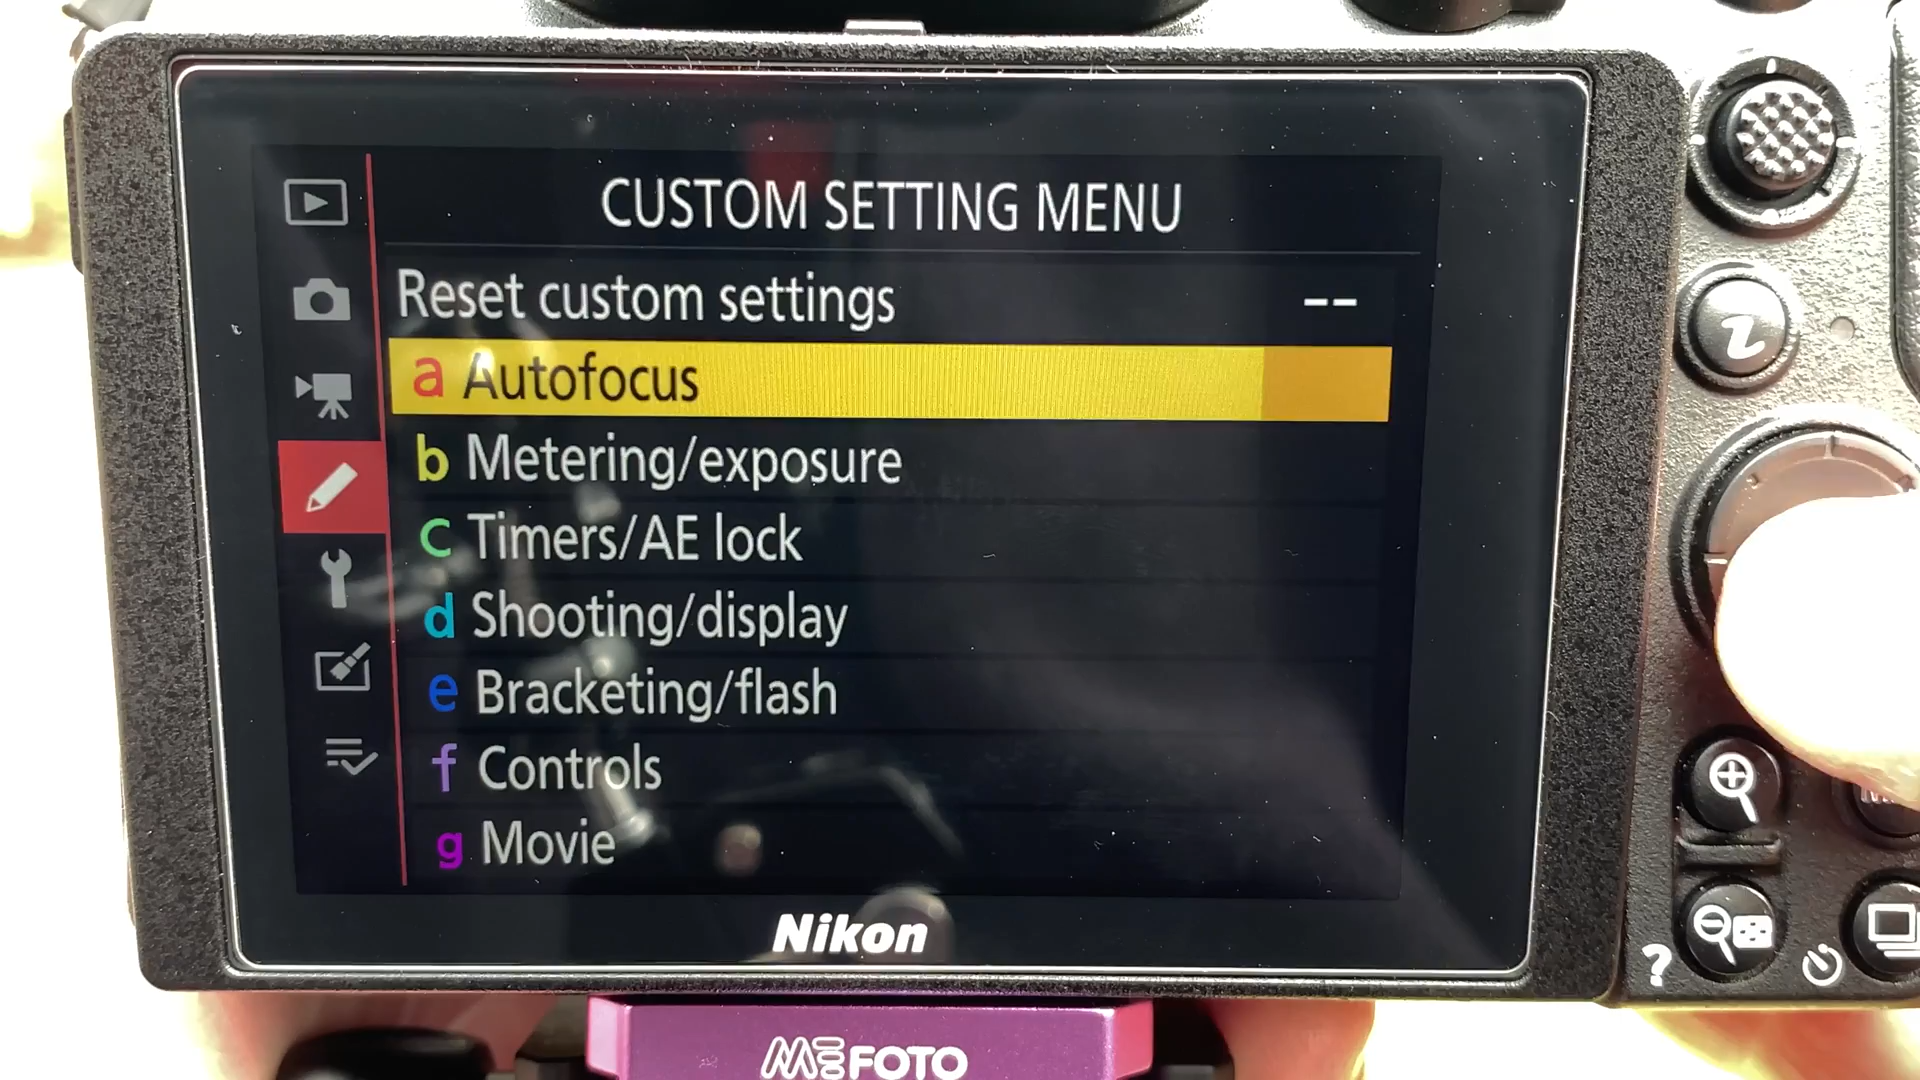 CUSTOM SETTING MENU
Reset custom settings --
a Autofocus
b Metering/exposure
c Timers/AE lock
d Shooting/display
e Bracketing/flash
f Controls
g Movie
Nikon
MeFOTO
i
?